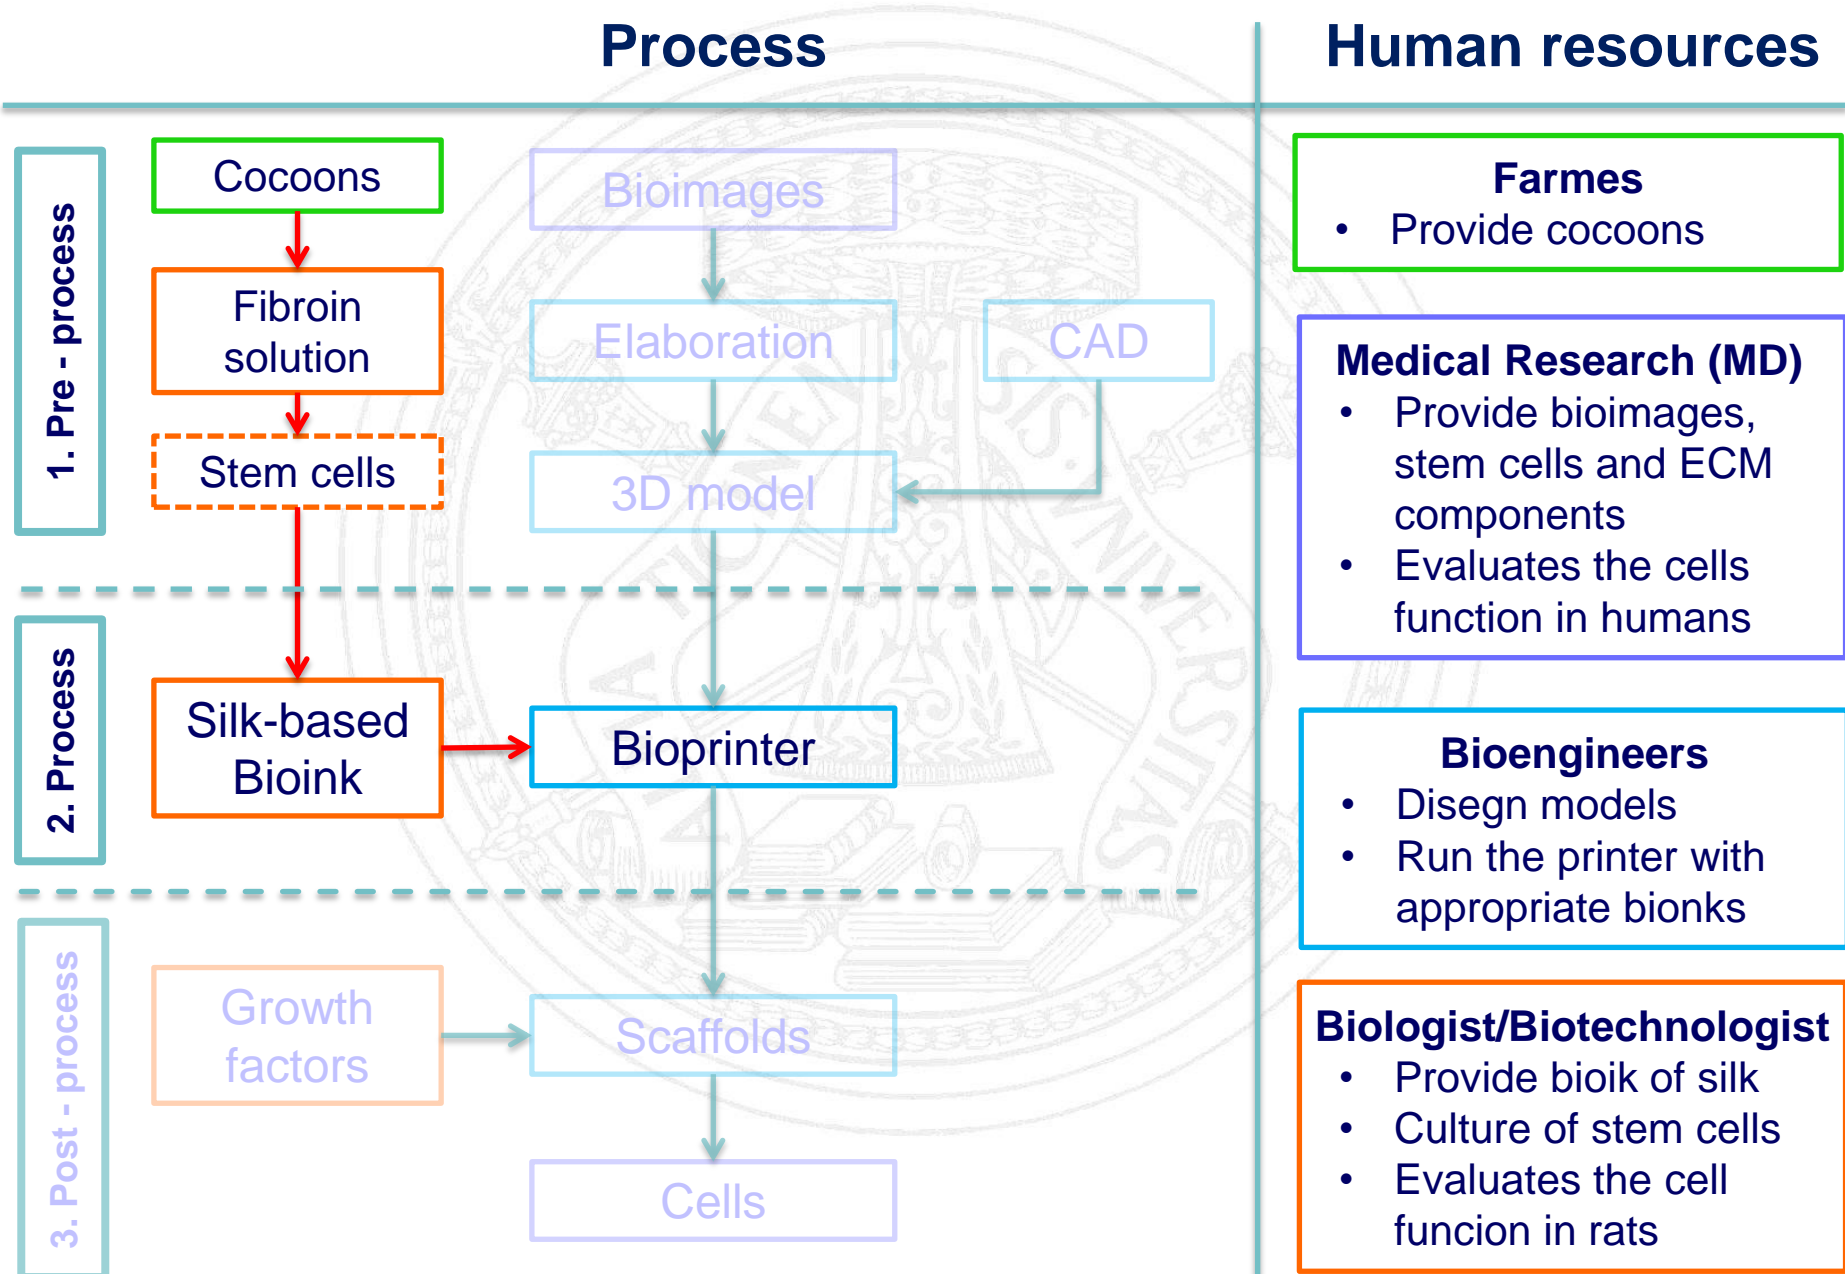 Process
Human resources
1. Pre - process
Cocoons
Fibroin
solution
Stem cells
Bioimages
Elaboration
CAD
3D model
2. Process
Silk-based
Bioink
Bioprinter
3. Post - process
Growth
factors
Scaffolds
Cells
Farmes
• Provide cocoons
Medical Research (MD)
• Provide bioimages,
stem cells and ECM
components
• Evaluates the cells
function in humans
Bioengineers
• Disegn models
• Run the printer with
appropriate bionks
Biologist/Biotechnologist
• Provide bioik of silk
• Culture of stem cells
• Evaluates the cell
funcion in rats